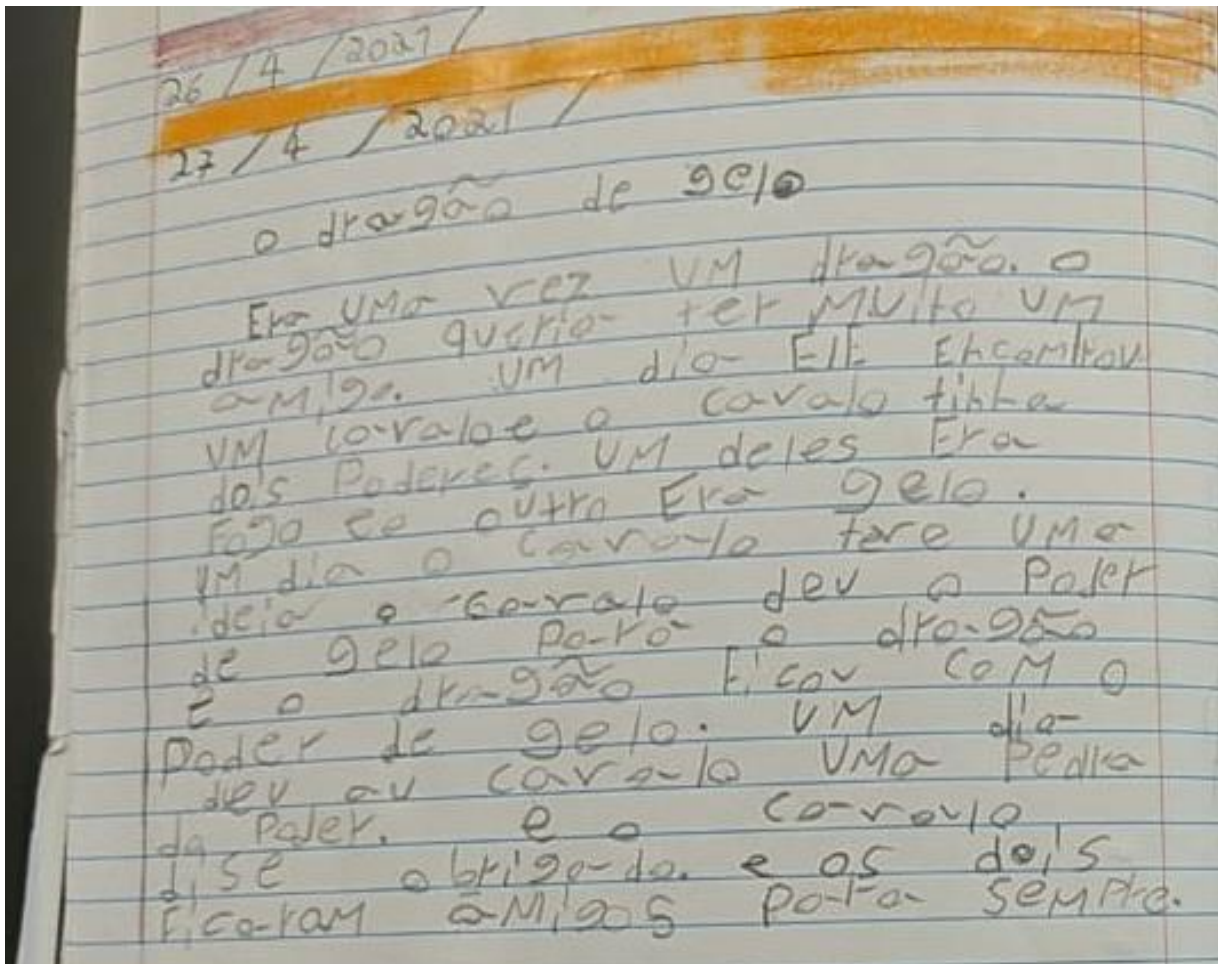 26/4/2021/
27/4/2021/
o dragão de gelo
Era UMa vez UM dragão. o
dragão queria ter MUito UM
aMigo. UM dia ElE EncomtroU
UM cavalo e o cavalo tinha
dois Poderes. UM deles Era
Fogo e o outro Era gelo.
UM dia o cavalo teve UMa
ideia o cavalo deu o Poder
de gelo Para o dragão
E o dragão Ficou CoM o
Poder de gelo. UM dia
deu au cavalo UMa Pedra
do Poder. e o cavalo
dise obrigado. e os dois
FicaraM aMigos para seMpre.